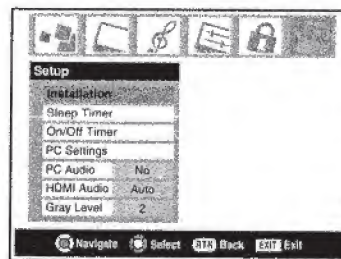 Setup
Installation
Sleep Timer
On/Off Timer
PC Settings
PC Audio No
HDMI Audio Auto
Gray Level 2
Navigate Select RTN Back EXIT Exit